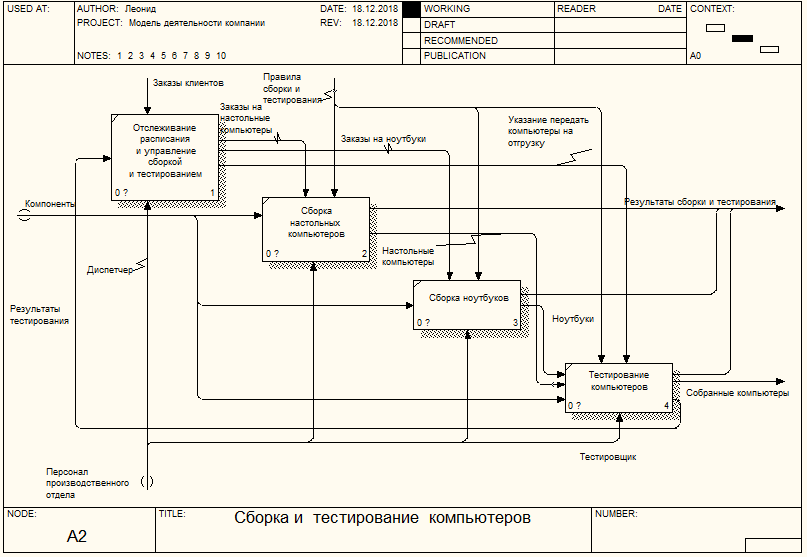 USED AT:
AUTHOR: Леонид
DATE: 18.12.2018
PROJECT: Модель деятельности компании
REV: 18.12.2018
NOTES: 1 2 3 4 5 6 7 8 9 10
WORKING
DRAFT
RECOMMENDED
PUBLICATION
READER
DATE
CONTEXT:
A0
Заказы клиентов
Правила
сборки и
тестирования
Отслеживание
расписания
и управление
сборкой
и тестированием
0 ?
1
Заказы на
настольные
компьютеры
Заказы на ноутбуки
Указание передать
компьютеры на
отгрузку
Компоненты
Сборка
настольных
компьютеров
0 ?
2
Результаты сборки и тестирования
Диспетчер
Настольные
компьютеры
Сборка ноутбуков
0 ?
3
Результаты
тестирования
Ноутбуки
Тестирование
компьютеров
0 ?
4
Собранные компьютеры
Тестировщик
Персонал
производственного
отдела
NODE:
A2
TITLE:
Сборка и тестирование компьютеров
NUMBER: